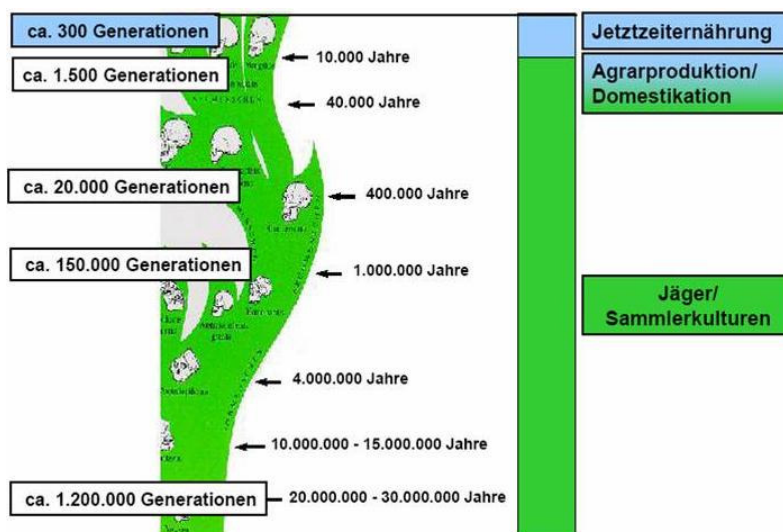 ca. 300 Generationen
ca. 1.500 Generationen
ca. 20.000 Generationen
ca. 150.000 Generationen
ca. 1.200.000 Generationen
10.000 Jahre
40.000 Jahre
400.000 Jahre
1.000.000 Jahre
4.000.000 Jahre
10.000.000 - 15.000.000 Jahre
20.000.000 - 30.000.000 Jahre
Jetztzeiternährung
Agrarproduktion/
Domestikation
Jäger/
Sammlerkulturen